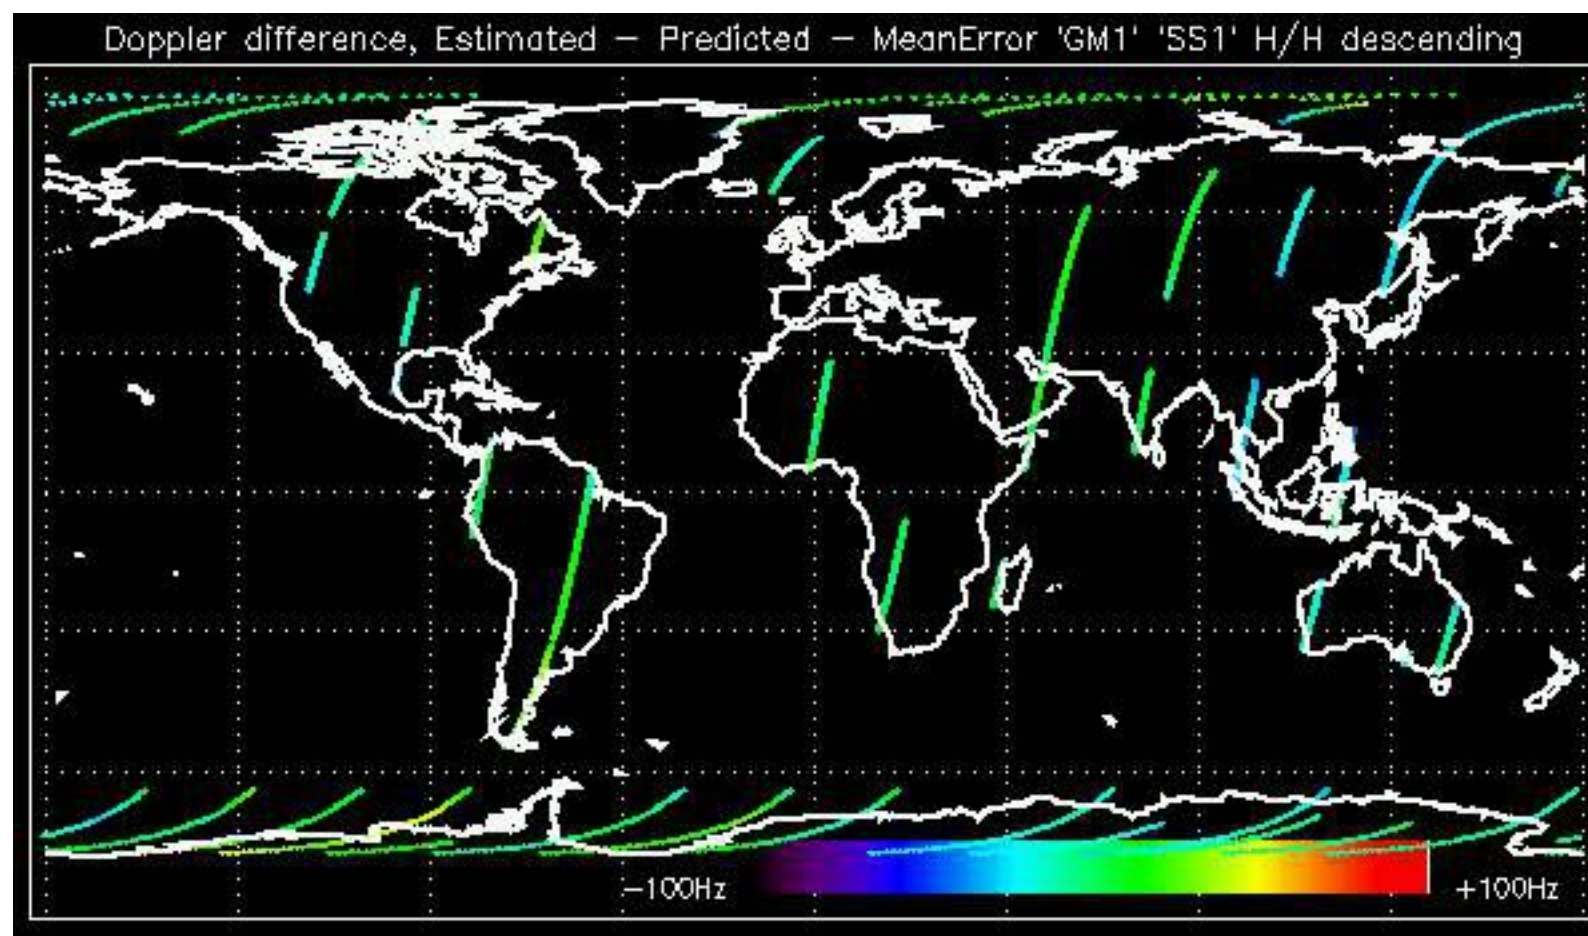 Doppler difference, Estimated – Predicted – MeanError 'GM1' 'SS1' H/H descending
–100Hz
+100Hz